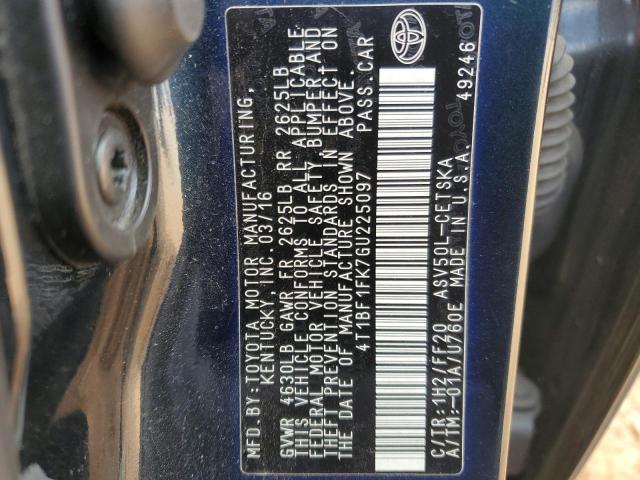 MFD. BY:TOYOTA MOTOR MANUFACTURING,
KENTUCKY, INC. 03/16
GVWR 4630LB GAWR FR 2625LB RR 2625LB
THIS VEHICLE CONFORMS TO ALL APPLICABLE
FEDERAL MOTOR VEHICLE SAFETY, BUMPER, AND
THEFT PREVENTION STANDARDS IN EFFECT ON
THE DATE OF MANUFACTURE SHOWN ABOVE.
4T1BF1FK7GU225097 PASS. CAR
C/TR: 1H2/FF20 ASV50L-CETSKA
A/TM:-01A/U760E MADE IN U.S.A. 49246